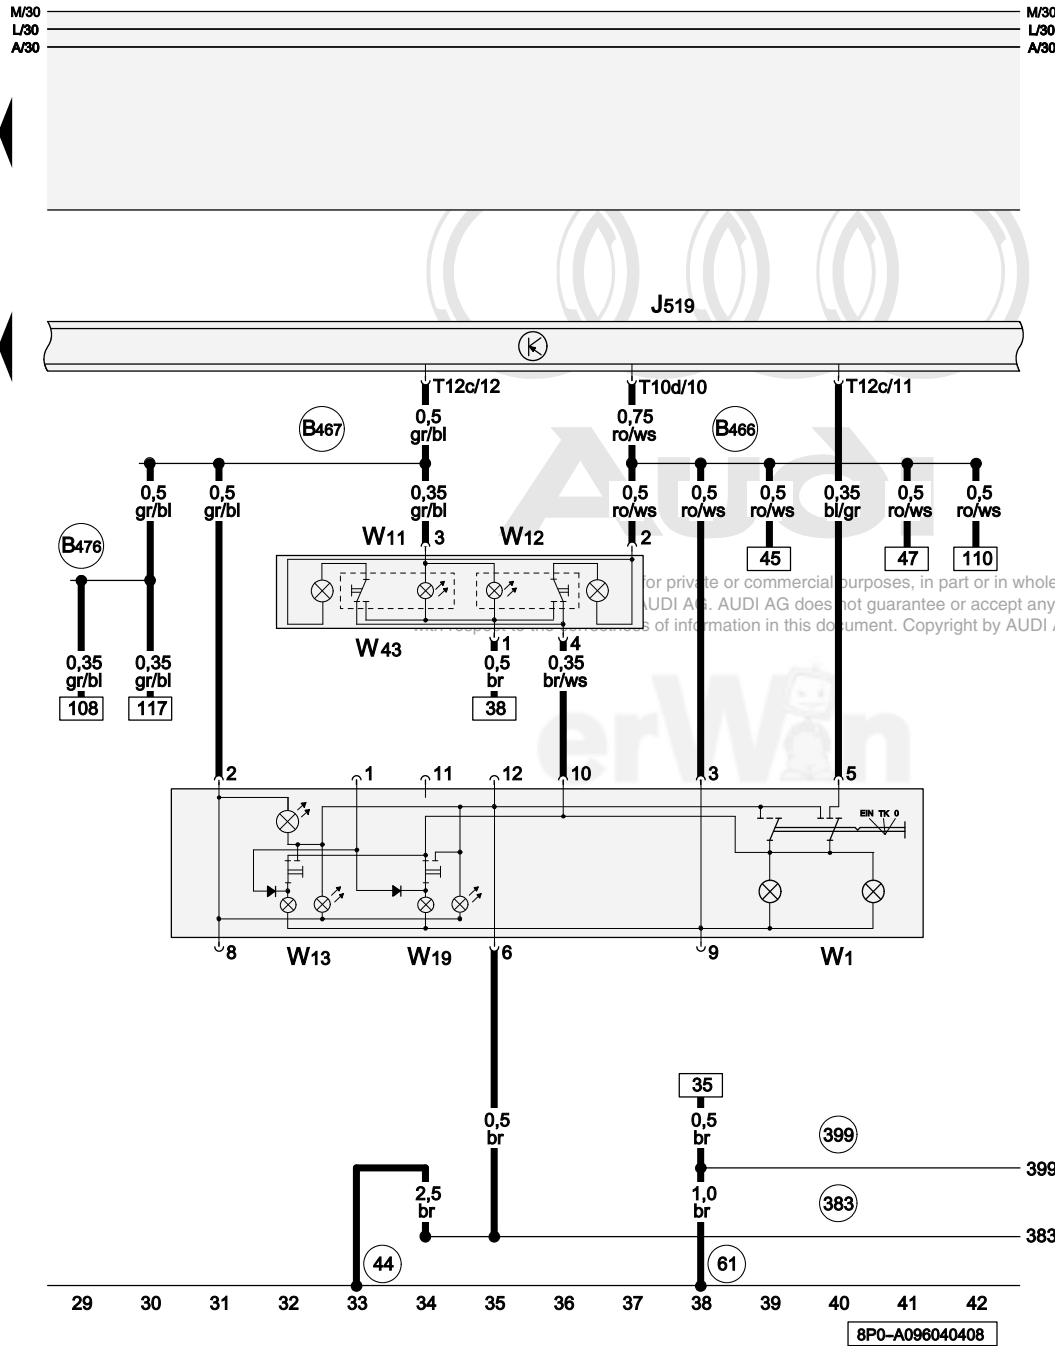 M/30 M/30
L/30 L/30
A/30 A/30
J519
T12c/12 T10d/10 T12c/11
B467 0,5 gr/bl 0,75 ro/ws B466
0,5 gr/bl 0,5 gr/bl 0,35 gr/bl 0,5 ro/ws 0,5 ro/ws 0,5 ro/ws 0,35 bl/gr 0,5 ro/ws 0,5 ro/ws
Audi
B476 W11 3 W12 2 45 47 110
for private or commercial purposes, in part or in whole
AUDI AG. AUDI AG does not guarantee or accept any
with respect to the correctness of information in this document. Copyright by AUDI A
W43 1 4
0,35 gr/bl 0,35 gr/bl 0,5 br 0,35 br/ws
108 117 38
erWin
2 1 11 12 10 3 5
EIN TK 0
8 W13 W19 6 9 W1
35
0,5 br 0,5 br 399
399
2,5 br 1,0 br 383
383
44 61
29 30 31 32 33 34 35 36 37 38 39 40 41 42
8P0-A096040408